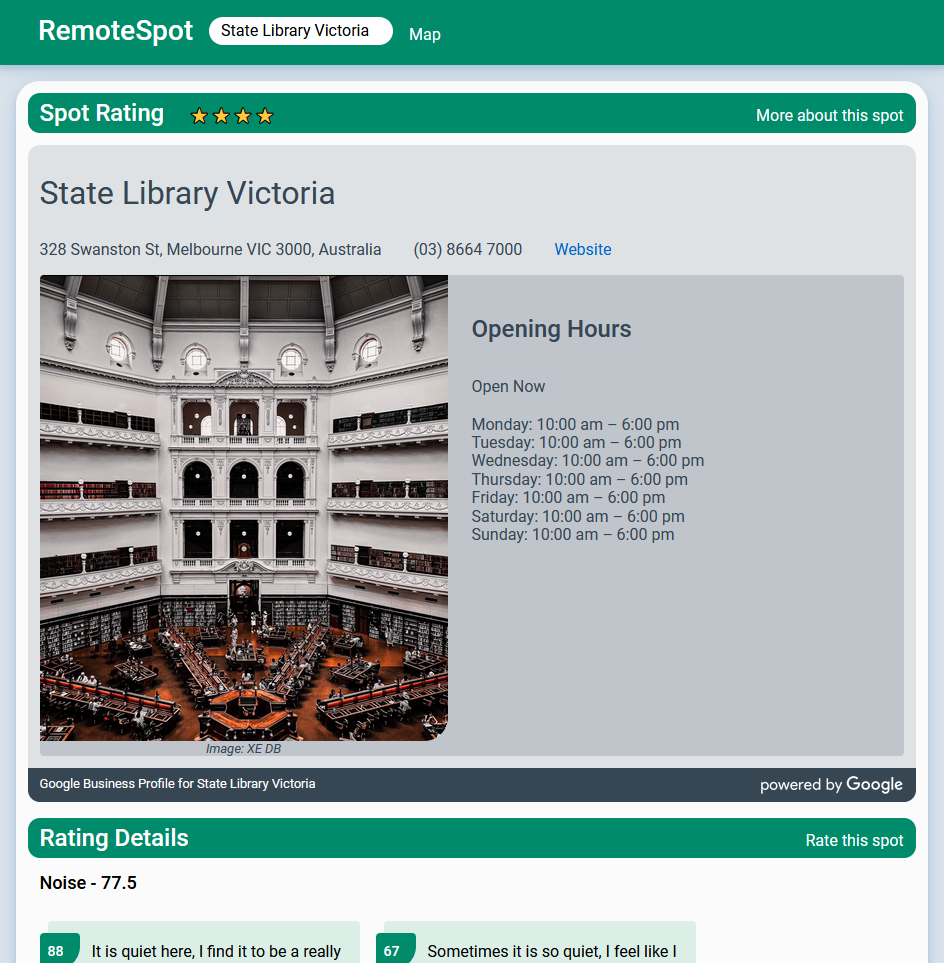 RemoteSpot State Library Victoria Map
Spot Rating More about this spot
State Library Victoria
328 Swanston St, Melbourne VIC 3000, Australia (03) 8664 7000 Website
Opening Hours
Open Now
Monday: 10:00 am – 6:00 pm
Tuesday: 10:00 am – 6:00 pm
Wednesday: 10:00 am – 6:00 pm
Thursday: 10:00 am – 6:00 pm
Friday: 10:00 am – 6:00 pm
Saturday: 10:00 am – 6:00 pm
Sunday: 10:00 am – 6:00 pm
Image: XE DB
Google Business Profile for State Library Victoria powered by Google
Rating Details Rate this spot
Noise - 77.5
88 It is quiet here, I find it to be a really
67 Sometimes it is so quiet, I feel like I